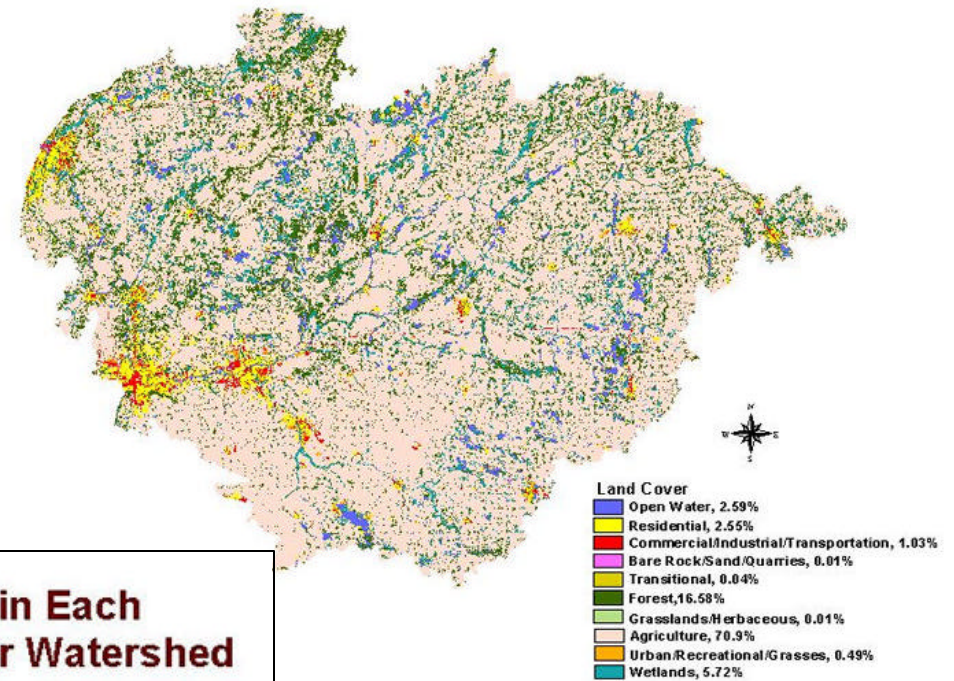 N
W
E
S
Land Cover
Open Water, 2.59%
Residential, 2.55%
Commercial/Industrial/Transportation, 1.03%
Bare Rock/Sand/Quarries, 0.01%
Transitional, 0.04%
Forest,16.58%
Grasslands/Herbaceous, 0.01%
Agriculture, 70.9%
Urban/Recreational/Grasses, 0.49%
Wetlands, 5.72%
in Each
r Watershed